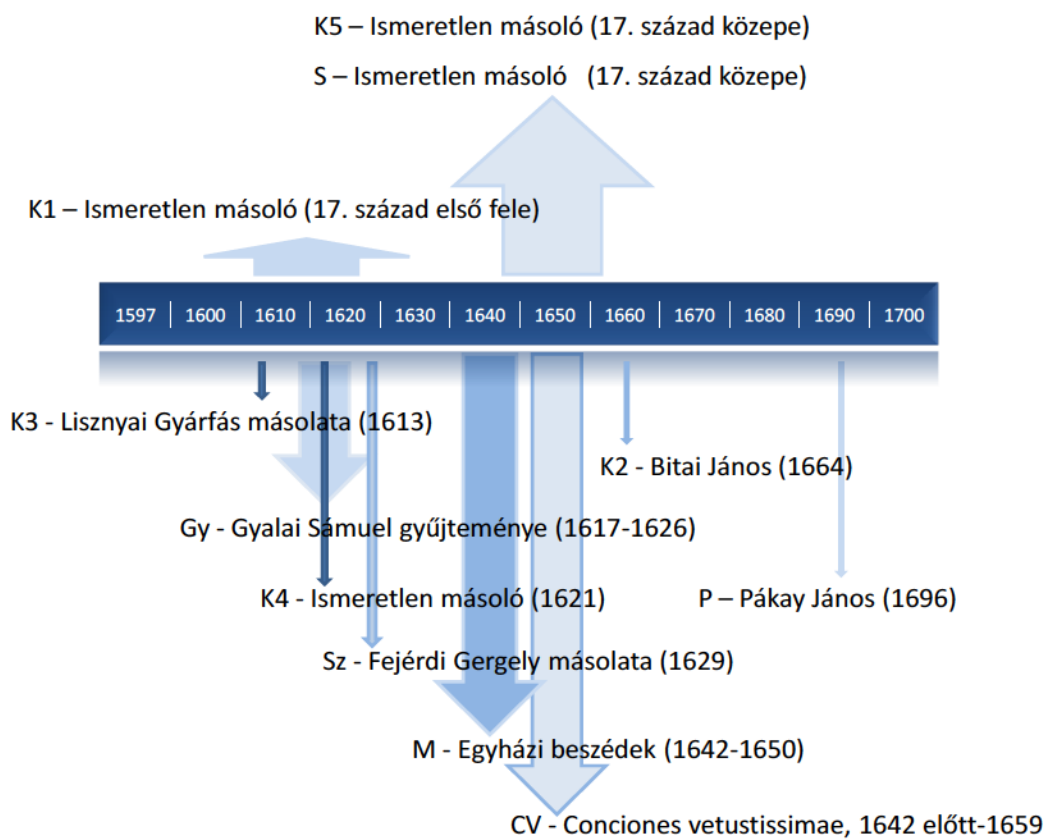 K5 – Ismeretlen másoló (17. század közepe)
S – Ismeretlen másoló (17. század közepe)
K1 – Ismeretlen másoló (17. század első fele)
1597 1600 1610 1620 1630 1640 1650 1660 1670 1680 1690 1700
K3 - Lisznyai Gyárfás másolata (1613)
K2 - Bitai János (1664)
Gy - Gyalai Sámuel gyűjteménye (1617-1626)
K4 - Ismeretlen másoló (1621)
P – Pákay János (1696)
Sz - Fejérdi Gergely másolata (1629)
M - Egyházi beszédek (1642-1650)
CV - Conciones vetustissimae, 1642 előtt-1659